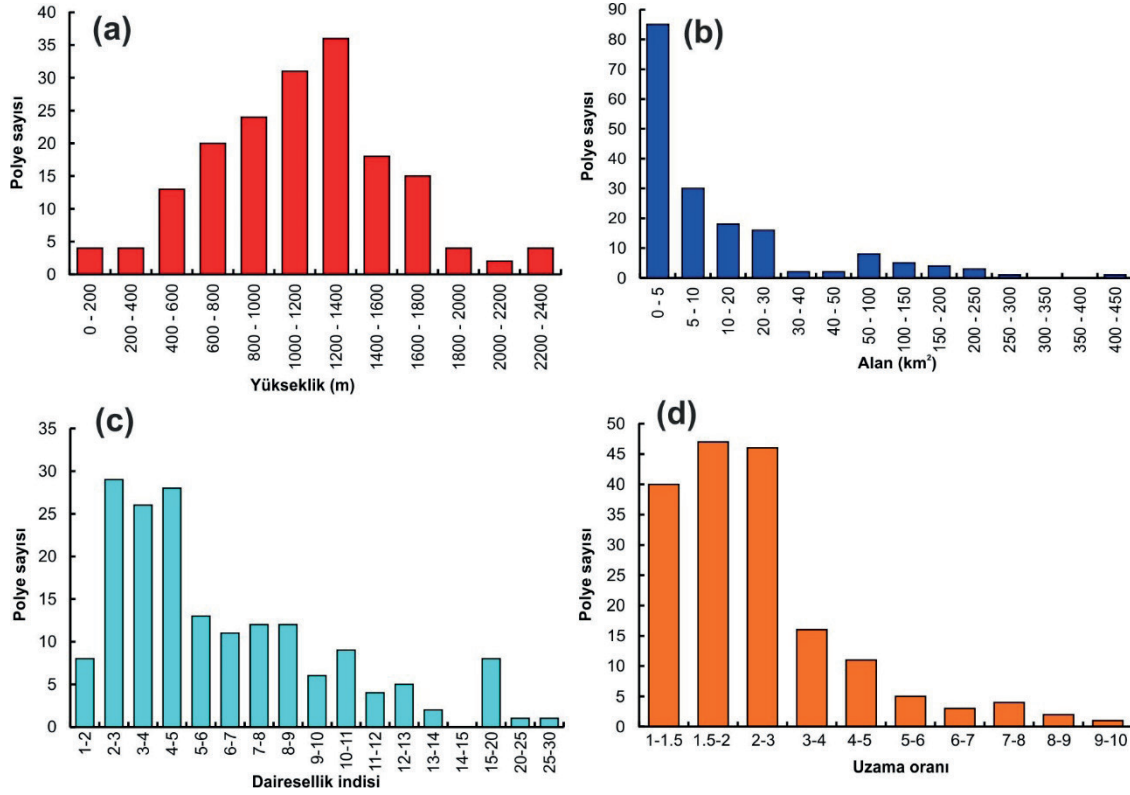 (a)
Polye sayısı
40
35
30
25
20
15
10
5
0
0 - 200
200 - 400
400 - 600
600 - 800
800 - 1000
1000 - 1200
1200 - 1400
1400 - 1600
1600 - 1800
1800 - 2000
2000 - 2200
2200 - 2400
Yükseklik (m)
(b)
Polye sayısı
90
80
70
60
50
40
30
20
10
0
0 - 5
5 - 10
10 - 20
20 - 30
30 - 40
40 - 50
50 - 100
100 - 150
150 - 200
200 - 250
250 - 300
300 - 350
350 - 400
400 - 450
Alan (km²)
(c)
Polye sayısı
35
30
25
20
15
10
5
0
1-2
2-3
3-4
4-5
5-6
6-7
7-8
8-9
9-10
10-11
11-12
12-13
13-14
14-15
15-20
20-25
25-30
Dairesellik indisi
(d)
Polye sayısı
50
45
40
35
30
25
20
15
10
5
0
1-1.5 1.5-2 2-3 3-4 4-5 5-6 6-7 7-8 8-9 9-10
Uzama oranı